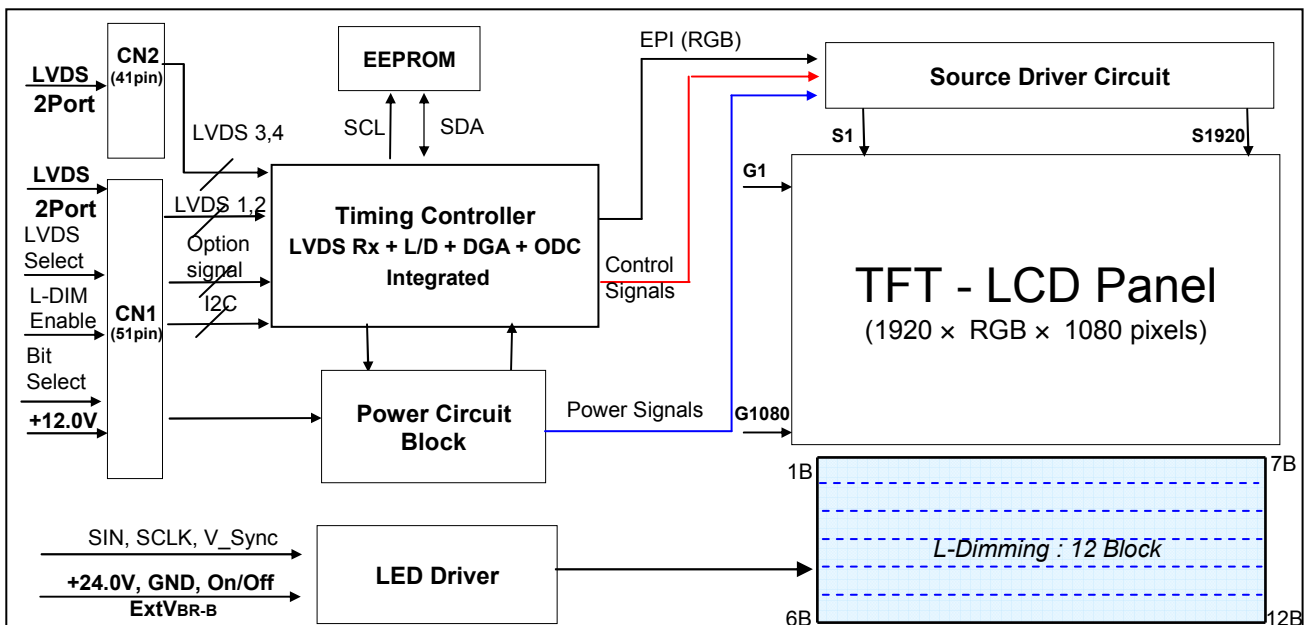 CN2
(41pin)
LVDS
2Port
EEPROM
EPI (RGB)
Source Driver Circuit
SCL
SDA
LVDS 3,4
S1
S1920
LVDS
2Port
LVDS 1,2
G1
LVDS
Select
Option
signal
Timing Controller
LVDS Rx + L/D + DGA + ODC
Integrated
Control
Signals
TFT - LCD Panel
(1920 × RGB × 1080 pixels)
L-DIM
Enable
CN1
(51pin)
I2C
Bit
Select
+12.0V
Power Circuit
Block
Power Signals
G1080
1B
7B
SIN, SCLK, V_Sync
LED Driver
L-Dimming : 12 Block
+24.0V, GND, On/Off
ExtVBR-B
6B
12B